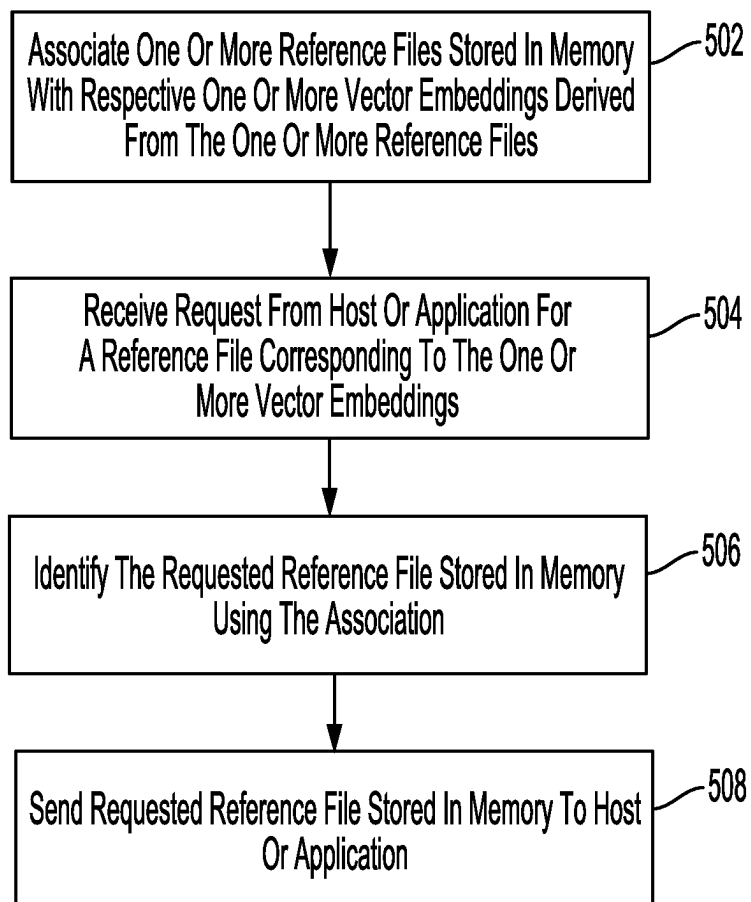 Associate One Or More Reference Files Stored In Memory
With Respective One Or More Vector Embeddings Derived
From The One Or More Reference Files
502
Receive Request From Host Or Application For
A Reference File Corresponding To The One Or
More Vector Embeddings
504
Identify The Requested Reference File Stored In Memory
Using The Association
506
Send Requested Reference File Stored In Memory To Host
Or Application
508